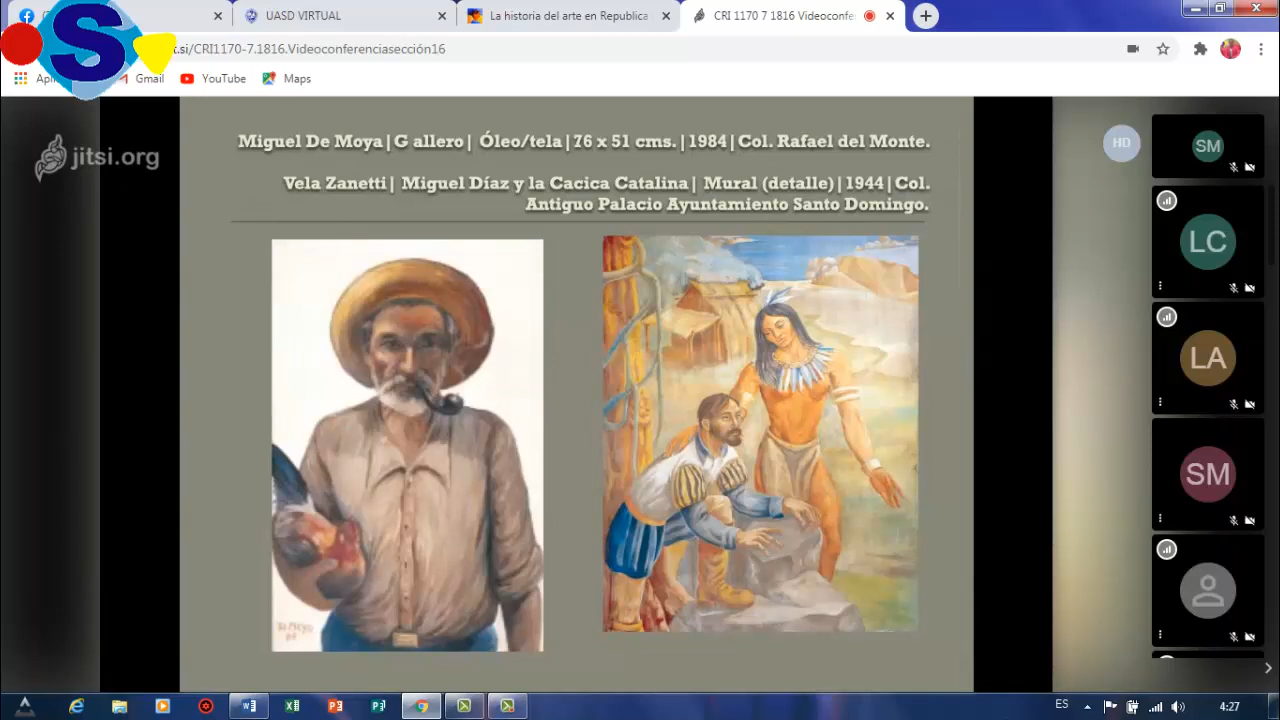 UASD VIRTUAL
La historia del arte en Republica
CRI 1170 7 1816 Videoconfe
t.si/CRI1170-7.1816.Videoconferenciasección16
S
Gmail
YouTube
Maps
jitsi.org
Miguel De Moya|G allero| Óleo/tela|76 x 51 cms.|1984|Col. Rafael del Monte.
Vela Zanetti| Miguel Díaz y la Cacica Catalina| Mural (detalle)|1944|Col.
Antiguo Palacio Ayuntamiento Santo Domingo.
HD
SM
LC
LA
SM
ES
4:27